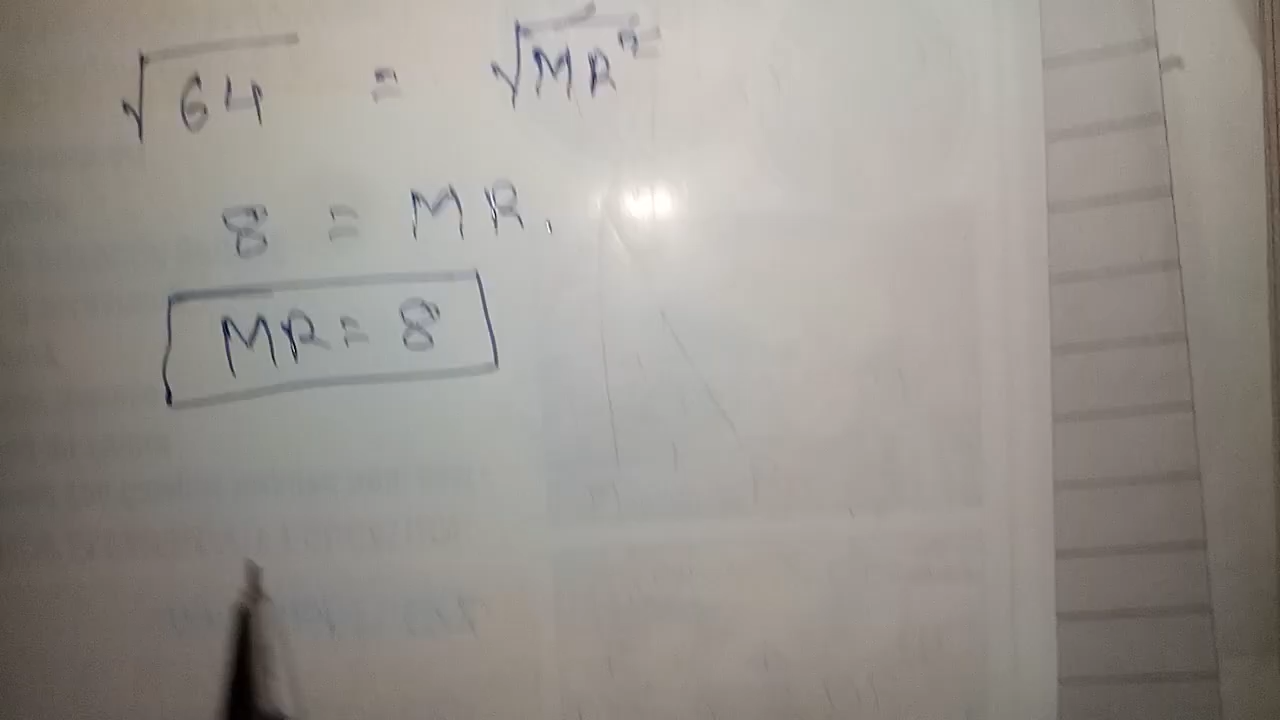 √64 = √MR²
8 = MR.
MR = 8